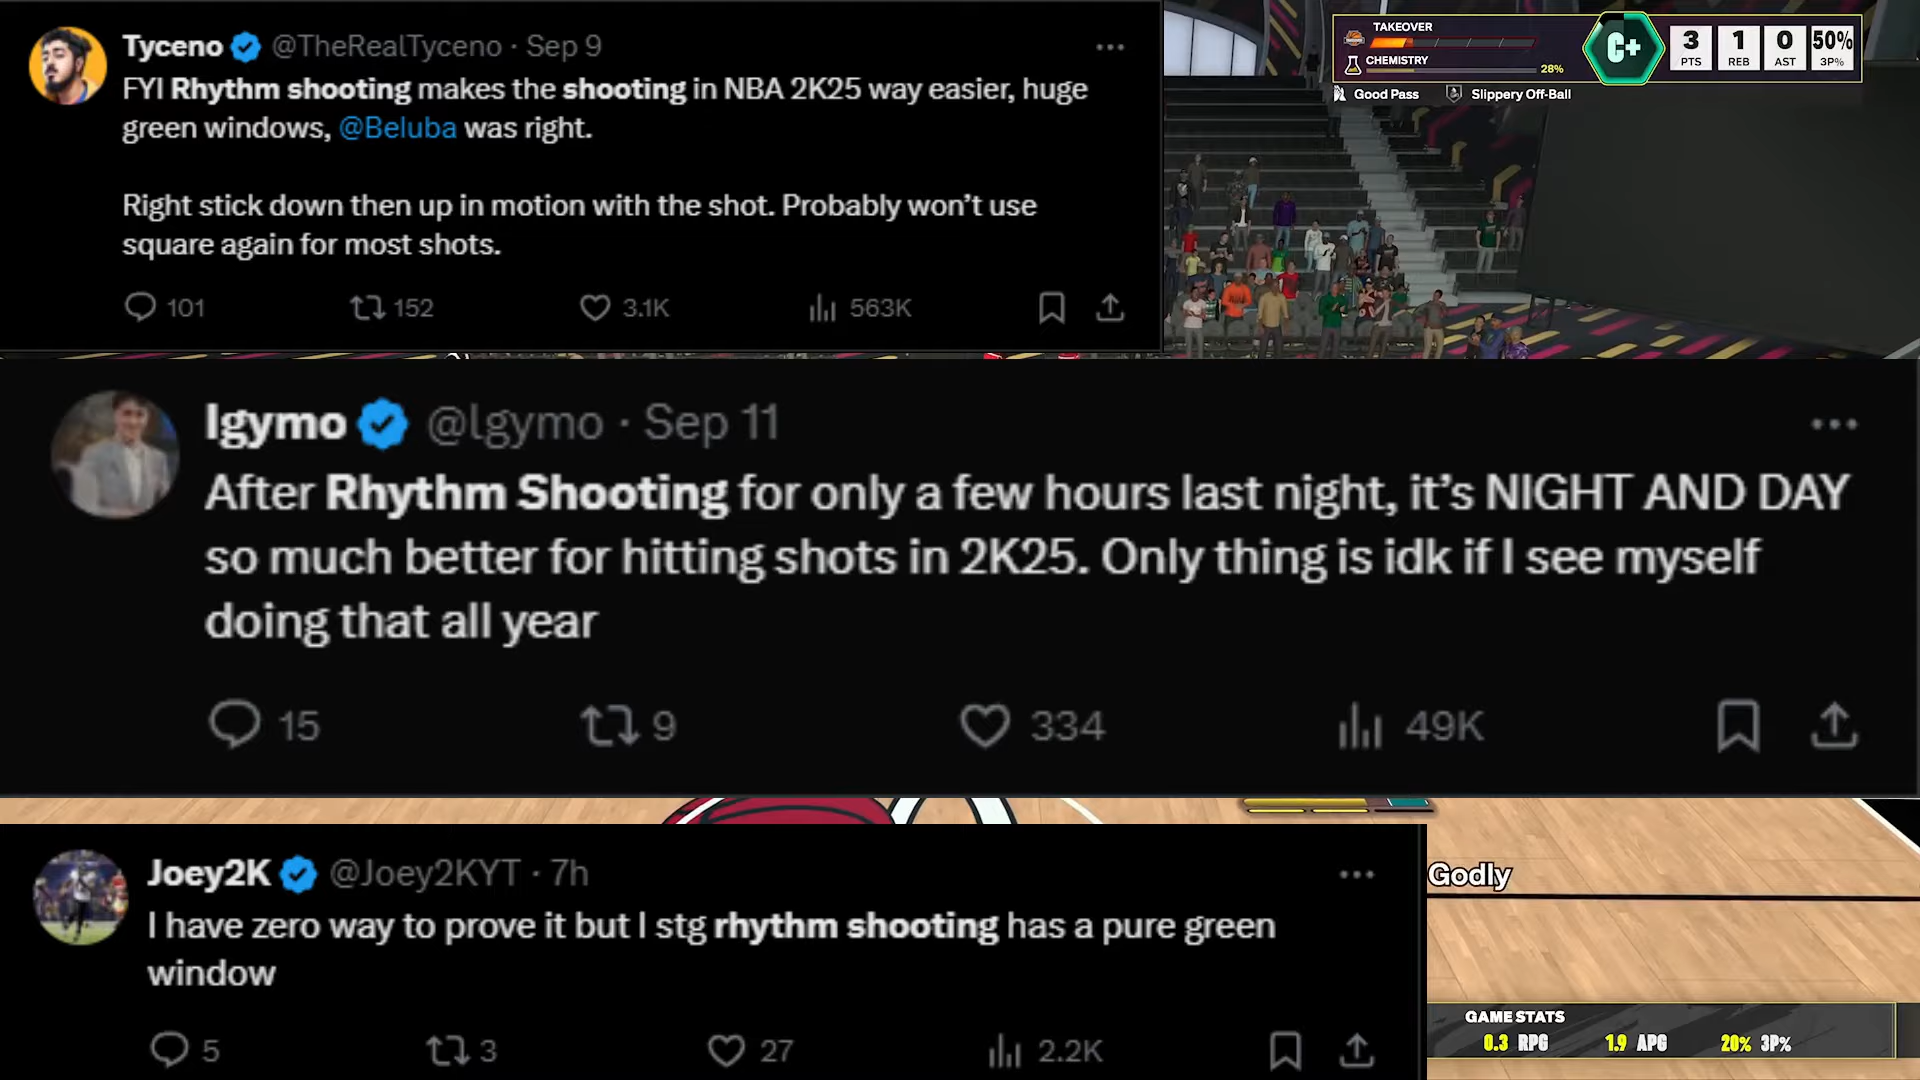 Tyceno @TheRealTyceno · Sep 9
FYI Rhythm shooting makes the shooting in NBA 2K25 way easier, huge
green windows, @Beluba was right.
Right stick down then up in motion with the shot. Probably won't use
square again for most shots.
101 152 3.1K 563K
TAKEOVER
CHEMISTRY
28%
C+
3 1 0 50%
PTS REB AST 3P%
Good Pass Slippery Off-Ball
lgymo @lgymo · Sep 11
After Rhythm Shooting for only a few hours last night, it's NIGHT AND DAY
so much better for hitting shots in 2K25. Only thing is idk if I see myself
doing that all year
15 9 334 49K
Joey2K @Joey2KYT · 7h
I have zero way to prove it but I stg rhythm shooting has a pure green
window
5 3 27 2.2K
Godly
GAME STATS
0.3 RPG 1.9 APG 20% 3P%